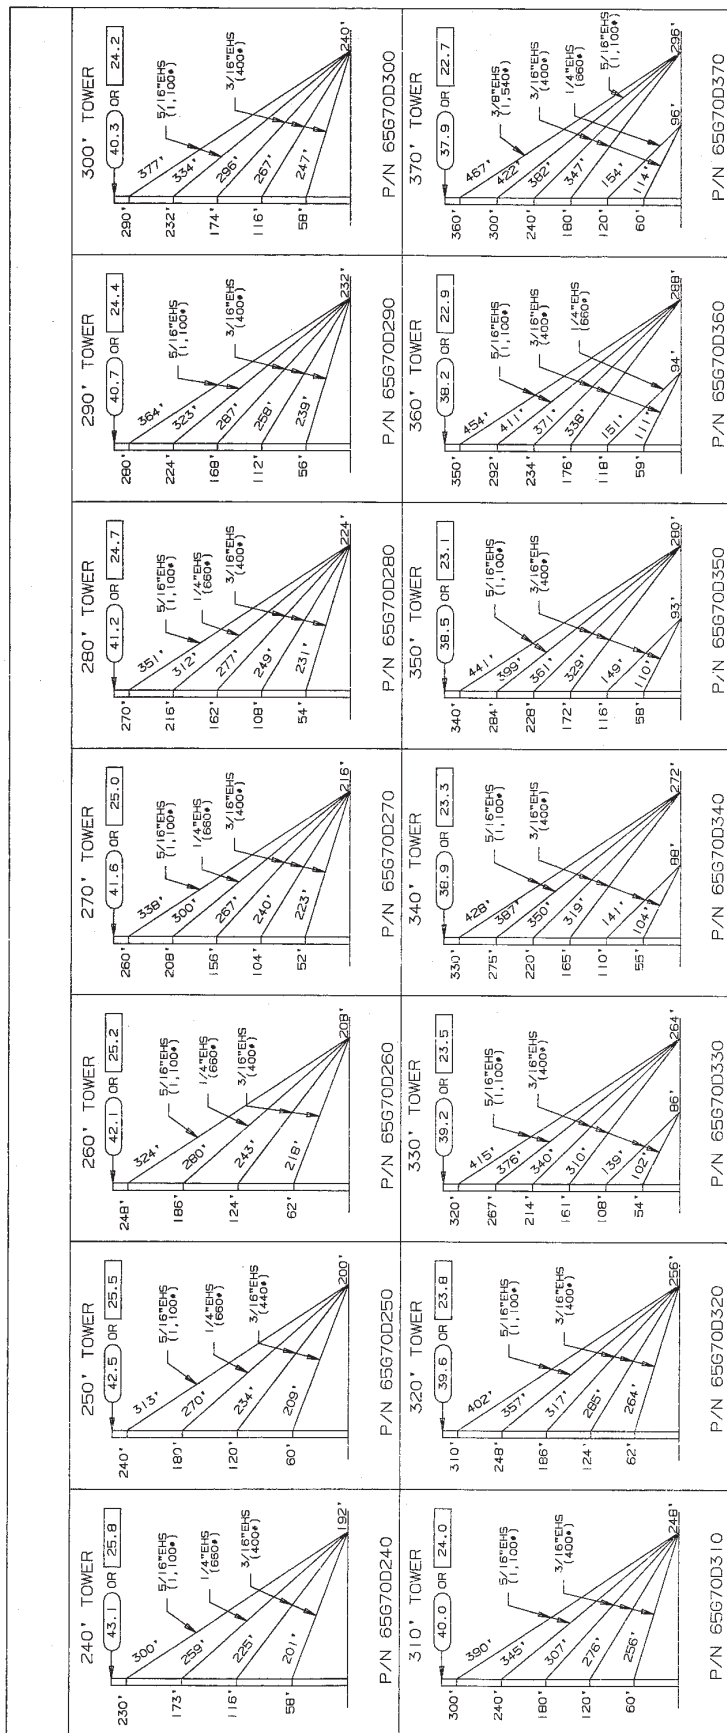 240' TOWER
43.1 OR 25.8
230'
173'
116'
58'
300'
259'
225'
201'
5/16"EHS
(1,100#)
1/4"EHS
(660#)
3/16"EHS
(400#)
192'
P/N 65G70D240
250' TOWER
42.5 OR 25.5
240'
180'
120'
60'
313'
270'
234'
209'
5/16"EHS
(1,100#)
1/4"EHS
(660#)
3/16"EHS
(440#)
200'
P/N 65G70D250
260' TOWER
42.1 OR 25.2
248'
186'
124'
62'
324'
280'
243'
218'
5/16"EHS
(1,100#)
1/4"EHS
(660#)
3/16"EHS
(400#)
208'
P/N 65G70D260
270' TOWER
41.6 OR 25.0
260'
208'
156'
104'
52'
338'
300'
267'
240'
223'
5/16"EHS
(1,100#)
1/4"EHS
(660#)
3/16"EHS
(400#)
216'
P/N 65G70D270
280' TOWER
41.2 OR 24.7
270'
216'
162'
108'
54'
351'
312'
277'
249'
231'
5/16"EHS
(1,100#)
1/4"EHS
(660#)
3/16"EHS
(400#)
224'
P/N 65G70D280
290' TOWER
40.7 OR 24.4
280'
224'
168'
112'
56'
364'
323'
287'
258'
239'
5/16"EHS
(1,100#)
3/16"EHS
(400#)
232'
P/N 65G70D290
300' TOWER
40.3 OR 24.2
290'
232'
174'
116'
58'
377'
334'
296'
267'
247'
5/16"EHS
(1,100#)
3/16"EHS
(400#)
240'
P/N 65G70D300
310' TOWER
40.0 OR 24.0
300'
240'
180'
120'
60'
390'
345'
307'
276'
256'
5/16"EHS
(1,100#)
3/16"EHS
(400#)
248'
P/N 65G70D310
320' TOWER
39.6 OR 23.8
310'
248'
186'
124'
62'
402'
357'
317'
285'
264'
5/16"EHS
(1,100#)
3/16"EHS
(400#)
256'
P/N 65G70D320
330' TOWER
39.2 OR 23.5
320'
267'
214'
161'
108'
54'
415'
376'
340'
310'
139'
102'
5/16"EHS
(1,100#)
3/16"EHS
(400#)
86'
264'
P/N 65G70D330
340' TOWER
38.9 OR 23.3
330'
275'
220'
165'
110'
55'
428'
387'
350'
319'
141'
104'
5/16"EHS
(1,100#)
3/16"EHS
(400#)
88'
272'
P/N 65G70D340
350' TOWER
38.5 OR 23.1
340'
284'
228'
172'
116'
58'
441'
399'
361'
329'
149'
110'
5/16"EHS
(1,100#)
3/16"EHS
(400#)
93'
280'
P/N 65G70D350
360' TOWER
38.2 OR 22.9
350'
292'
234'
176'
118'
59'
454'
411'
371'
338'
151'
111'
5/16"EHS
(1,100#)
3/16"EHS
(400#)
1/4"EHS
(660#)
94'
288'
P/N 65G70D360
370' TOWER
37.9 OR 22.7
360'
300'
240'
180'
120'
60'
467'
422'
382'
347'
154'
114'
3/8"EHS
(1,540#)
3/16"EHS
(400#)
1/4"EHS
(660#)
5/16"EHS
(1,100#)
96'
296'
P/N 65G70D370